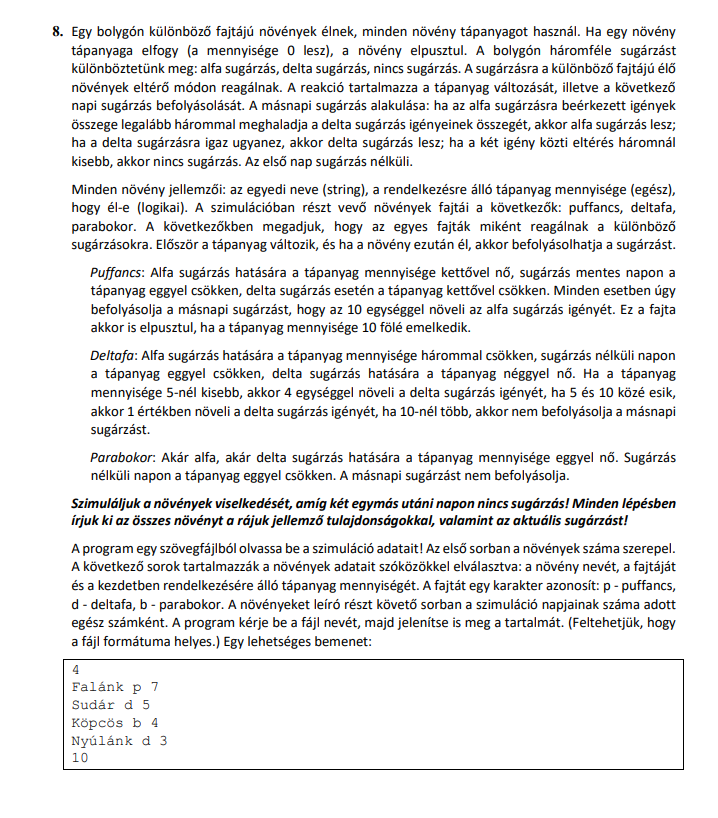 8. Egy bolygón különböző fajtájú növények élnek, minden növény tápanyagot használ. Ha egy növény
tápanyaga elfogy (a mennyisége 0 lesz), a növény elpusztul. A bolygón háromféle sugárzást
különböztetünk meg: alfa sugárzás, delta sugárzás, nincs sugárzás. A sugárzásra a különböző fajtájú élő
növények eltérő módon reagálnak. A reakció tartalmazza a tápanyag változását, illetve a következő
napi sugárzás befolyásolását. A másnapi sugárzás alakulása: ha az alfa sugárzásra beérkezett igények
összege legalább hárommal meghaladja a delta sugárzás igényeinek összegét, akkor alfa sugárzás lesz;
ha a delta sugárzásra igaz ugyanez, akkor delta sugárzás lesz; ha a két igény közti eltérés háromnál
kisebb, akkor nincs sugárzás. Az első nap sugárzás nélküli.
Minden növény jellemzői: az egyedi neve (string), a rendelkezésre álló tápanyag mennyisége (egész),
hogy él-e (logikai). A szimulációban részt vevő növények fajtái a következők: puffancs, deltafa,
parabokor. A következőkben megadjuk, hogy az egyes fajták miként reagálnak a különböző
sugárzásokra. Először a tápanyag változik, és ha a növény ezután él, akkor befolyásolhatja a sugárzást.
Puffancs: Alfa sugárzás hatására a tápanyag mennyisége kettővel nő, sugárzás mentes napon a
tápanyag eggyel csökken, delta sugárzás esetén a tápanyag kettővel csökken. Minden esetben úgy
befolyásolja a másnapi sugárzást, hogy az 10 egységgel növeli az alfa sugárzás igényét. Ez a fajta
akkor is elpusztul, ha a tápanyag mennyisége 10 fölé emelkedik.
Deltafa: Alfa sugárzás hatására a tápanyag mennyisége hárommal csökken, sugárzás nélküli napon
a tápanyag eggyel csökken, delta sugárzás hatására a tápanyag néggyel nő. Ha a tápanyag
mennyisége 5-nél kisebb, akkor 4 egységgel növeli a delta sugárzás igényét, ha 5 és 10 közé esik,
akkor 1 értékben növeli a delta sugárzás igényét, ha 10-nél több, akkor nem befolyásolja a másnapi
sugárzást.
Parabokor: Akár alfa, akár delta sugárzás hatására a tápanyag mennyisége eggyel nő. Sugárzás
nélküli napon a tápanyag eggyel csökken. A másnapi sugárzást nem befolyásolja.
Szimuláljuk a növények viselkedését, amíg két egymás utáni napon nincs sugárzás! Minden lépésben
írjuk ki az összes növényt a rájuk jellemző tulajdonságokkal, valamint az aktuális sugárzást!
A program egy szövegfájlból olvassa be a szimuláció adatait! Az első sorban a növények száma szerepel.
A következő sorok tartalmazzák a növények adatait szóközökkel elválasztva: a növény nevét, a fajtáját
és a kezdetben rendelkezésére álló tápanyag mennyiségét. A fajtát egy karakter azonosít: p - puffancs,
d - deltafa, b - parabokor. A növényeket leíró részt követő sorban a szimuláció napjainak száma adott
egész számként. A program kérje be a fájl nevét, majd jelenítse is meg a tartalmát. (Feltehetjük, hogy
a fájl formátuma helyes.) Egy lehetséges bemenet:
4
Falánk p 7
Sudár d 5
Köpcös b 4
Nyúlánk d 3
10